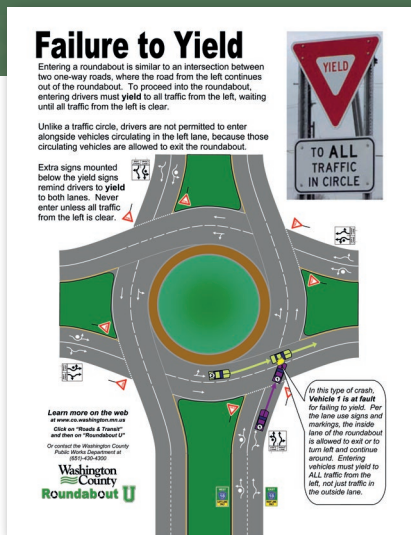 Failure to Yield
Entering a roundabout is similar to an intersection between
two one-way roads, where the road from the left continues
out of the roundabout. To proceed into the roundabout,
entering drivers must yield to all traffic from the left, waiting
until all traffic from the left is clear.
Unlike a traffic circle, drivers are not permitted to enter
alongside vehicles circulating in the left lane, because those
circulating vehicles are allowed to exit the roundabout.
Extra signs mounted
below the yield signs
remind drivers to yield
to both lanes. Never
enter unless all traffic
from the left is clear.
YIELD
TO ALL
TRAFFIC
IN CIRCLE
In this type of crash,
Vehicle 1 is at fault
for failing to yield. Per
the lane use signs and
markings, the inside
lane of the roundabout
is allowed to exit or to
turn left and continue
around. Entering
vehicles must yield to
ALL traffic from the
left, not just traffic in
the outside lane.
Learn more on the web
at www.co.washington.mn.us
Click on "Roads & Transit"
and then on "Roundabout U"
Or contact the Washington County
Public Works Department at
(651)-430-4300.
Washington
County
Roundabout U